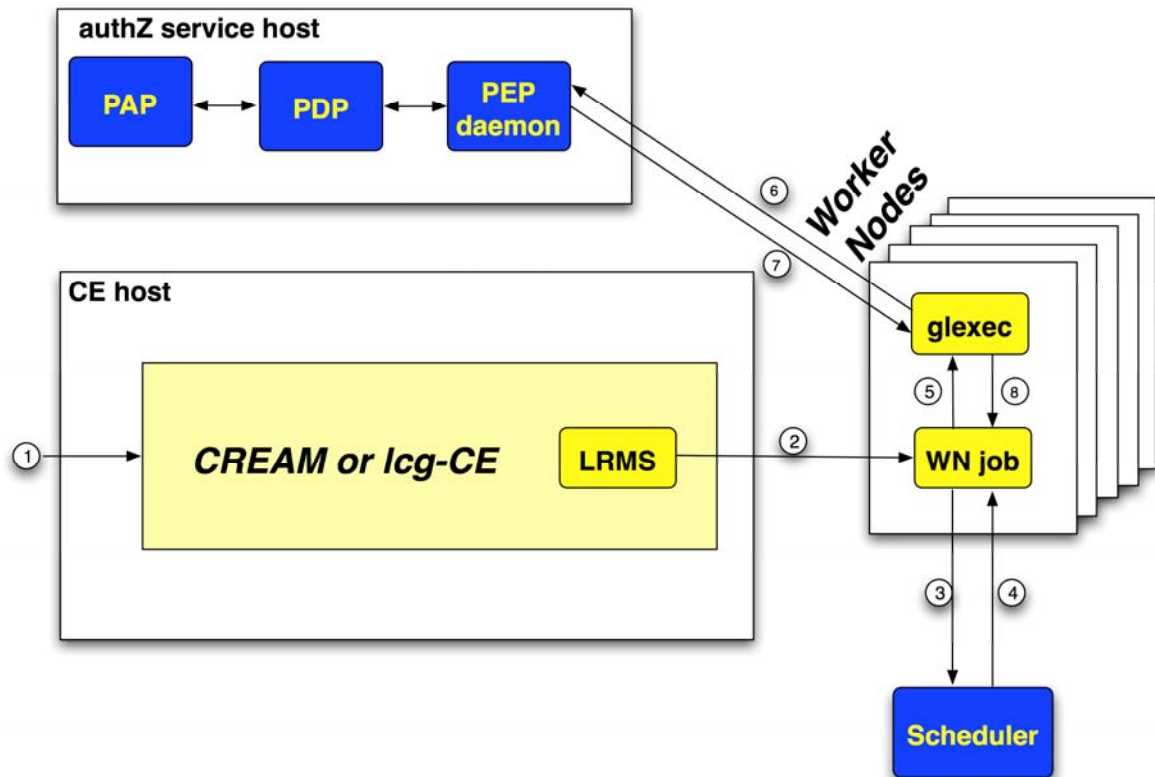 authZ service host
PAP
PDP
PEP
daemon
6
7
Worker
Nodes
CE host
glexec
5
8
1
CREAM or lcg-CE
LRMS
2
WN job
3
4
Scheduler